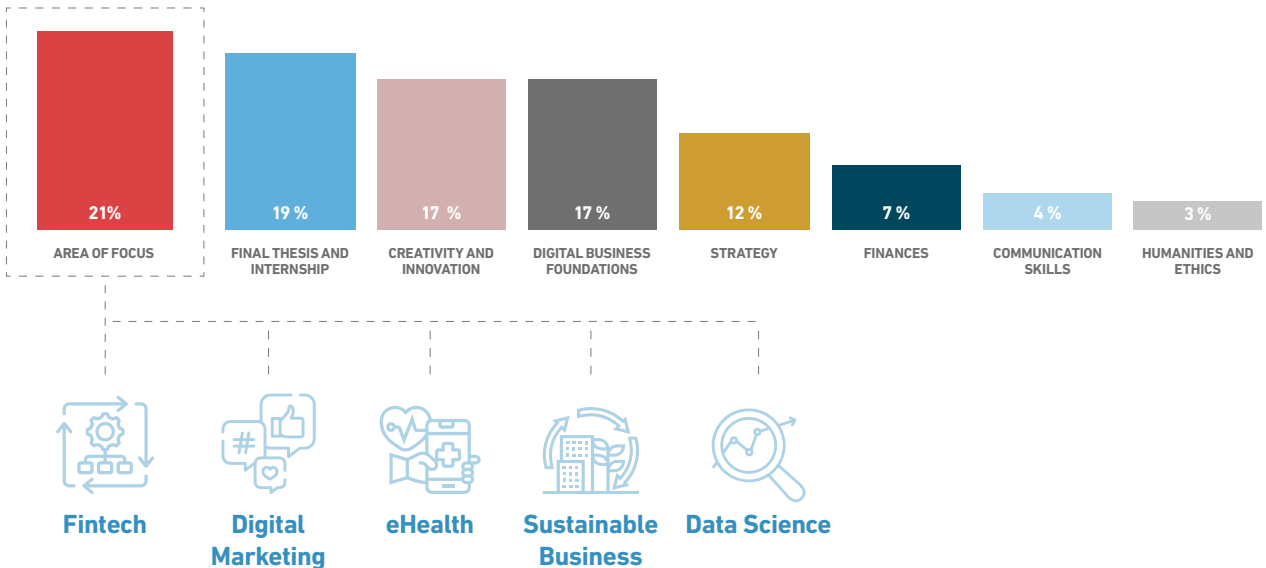 21%
19 %
17 %
17 %
12 %
7 %
4 %
3 %
AREA OF FOCUS
FINAL THESIS AND
INTERNSHIP
CREATIVITY AND
INNOVATION
DIGITAL BUSINESS
FOUNDATIONS
STRATEGY
FINANCES
COMMUNICATION
SKILLS
HUMANITIES AND
ETHICS
#
Fintech
Digital
Marketing
eHealth
Sustainable
Business
Data Science